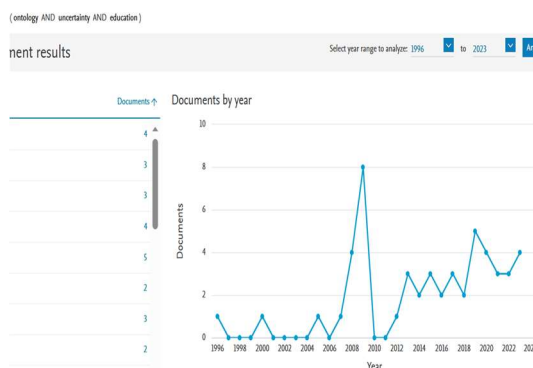 ( ontology AND uncertainty AND education )
nent results
Select year range to analyze: 1996 to 2023
Documents
Documents by year
4
3
3
4
5
2
3
2
10
8
6
4
2
0
Documents
1996 1998 2000 2002 2004 2006 2008 2010 2012 2014 2016 2018 2020 2022
Year